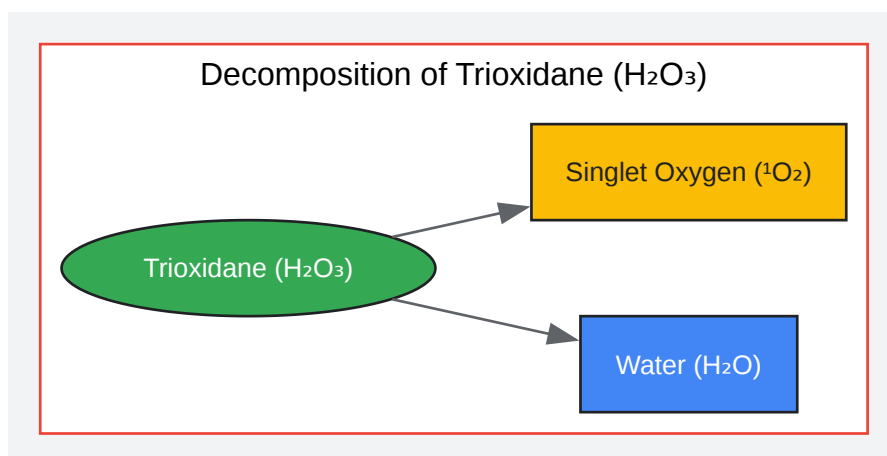 Decomposition of Trioxidane (H₂O₃)
Singlet Oxygen (¹O₂)
Trioxidane (H₂O₃)
Water (H₂O)